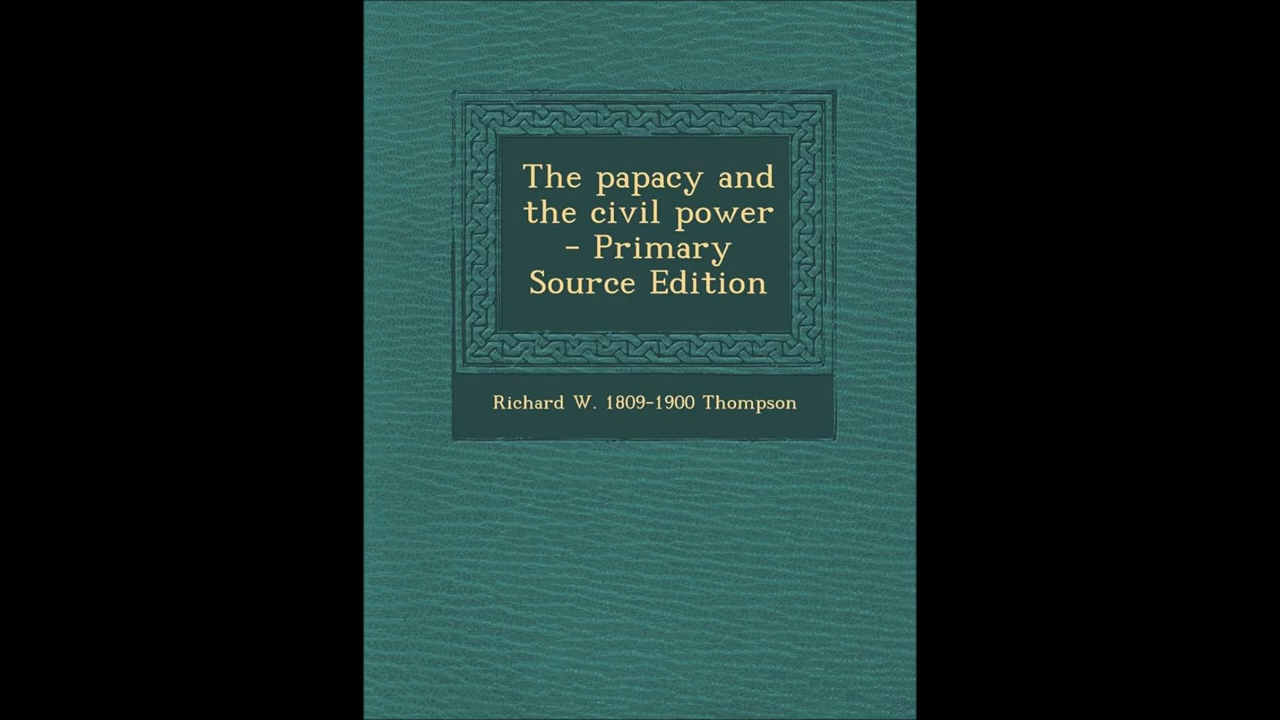 The papacy and
the civil power
- Primary
Source Edition
Richard W. 1809-1900 Thompson